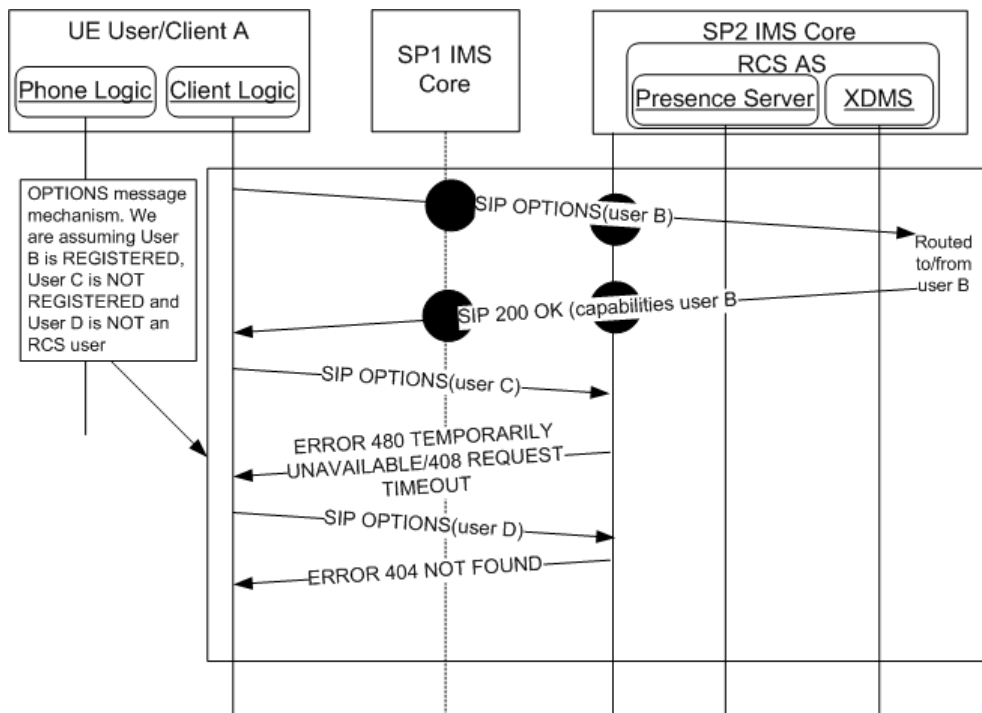 UE User/Client A
Phone Logic
Client Logic
SP1 IMS
Core
SP2 IMS Core
RCS AS
Presence Server
XDMS
OPTIONS message
mechanism. We
are assuming User
B is REGISTERED,
User C is NOT
REGISTERED and
User D is NOT an
RCS user
SIP OPTIONS(user B)
Routed
to/from
user B
SIP 200 OK (capabilities user B
SIP OPTIONS(user C)
ERROR 480 TEMPORARILY
UNAVAILABLE/408 REQUEST
TIMEOUT
SIP OPTIONS(user D)
ERROR 404 NOT FOUND